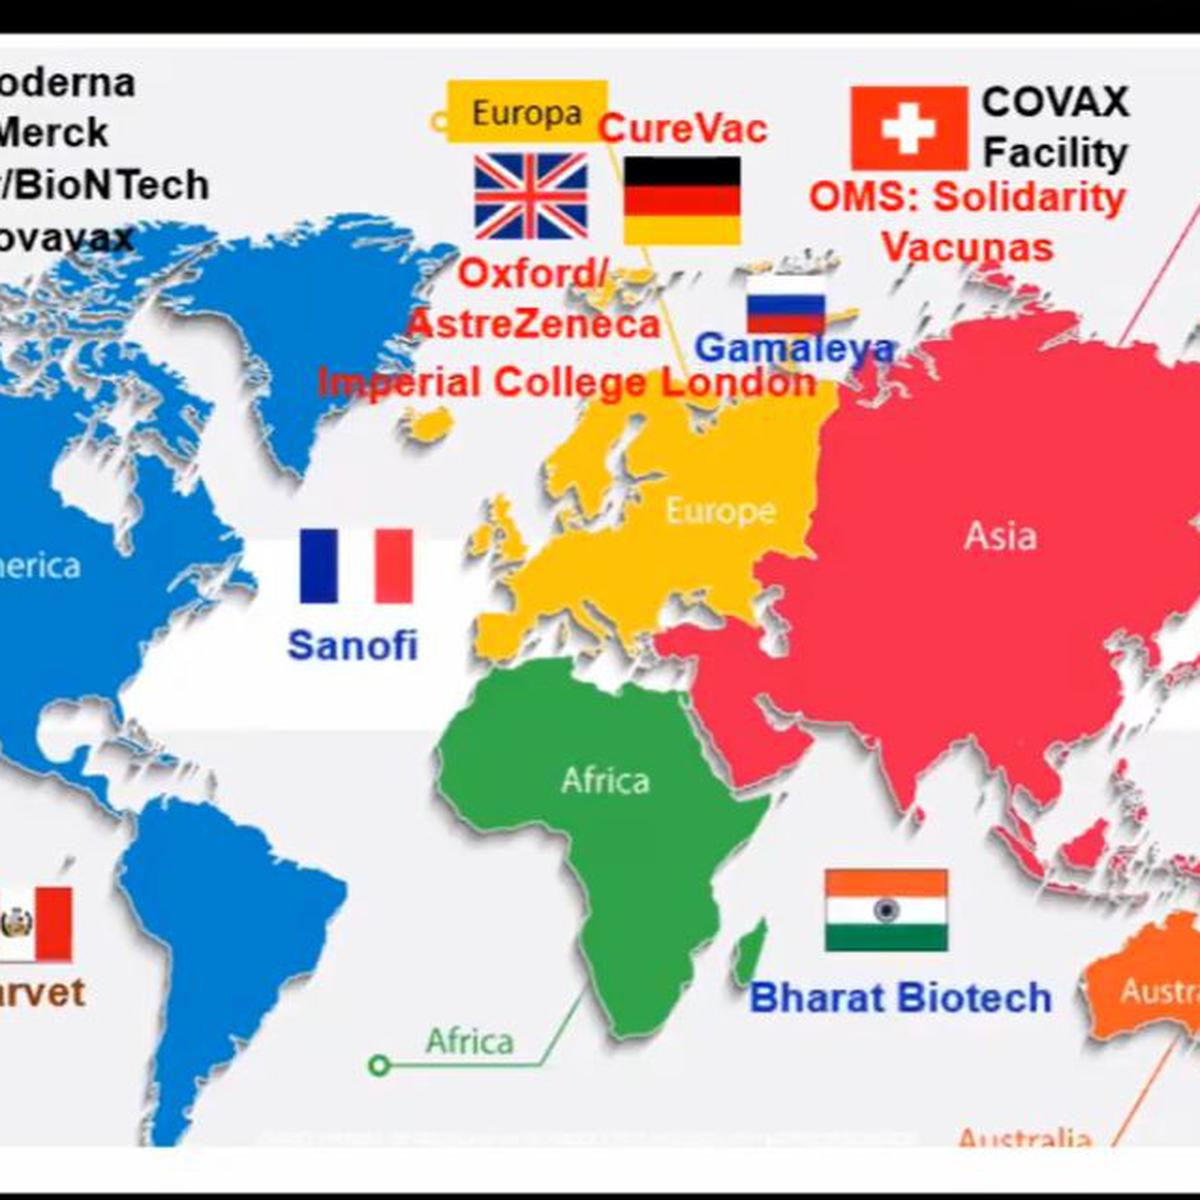 oderna
Merck
/BioNTech
ovavax
Europa
CureVac
COVAX
Facility
OMS: Solidarity
Vacunas
Oxford/
AstreZeneca
Imperial College London
Gamaleya
Europe
Asia
erica
Sanofi
Africa
arvet
Bharat Biotech
Austra
Africa
Australia